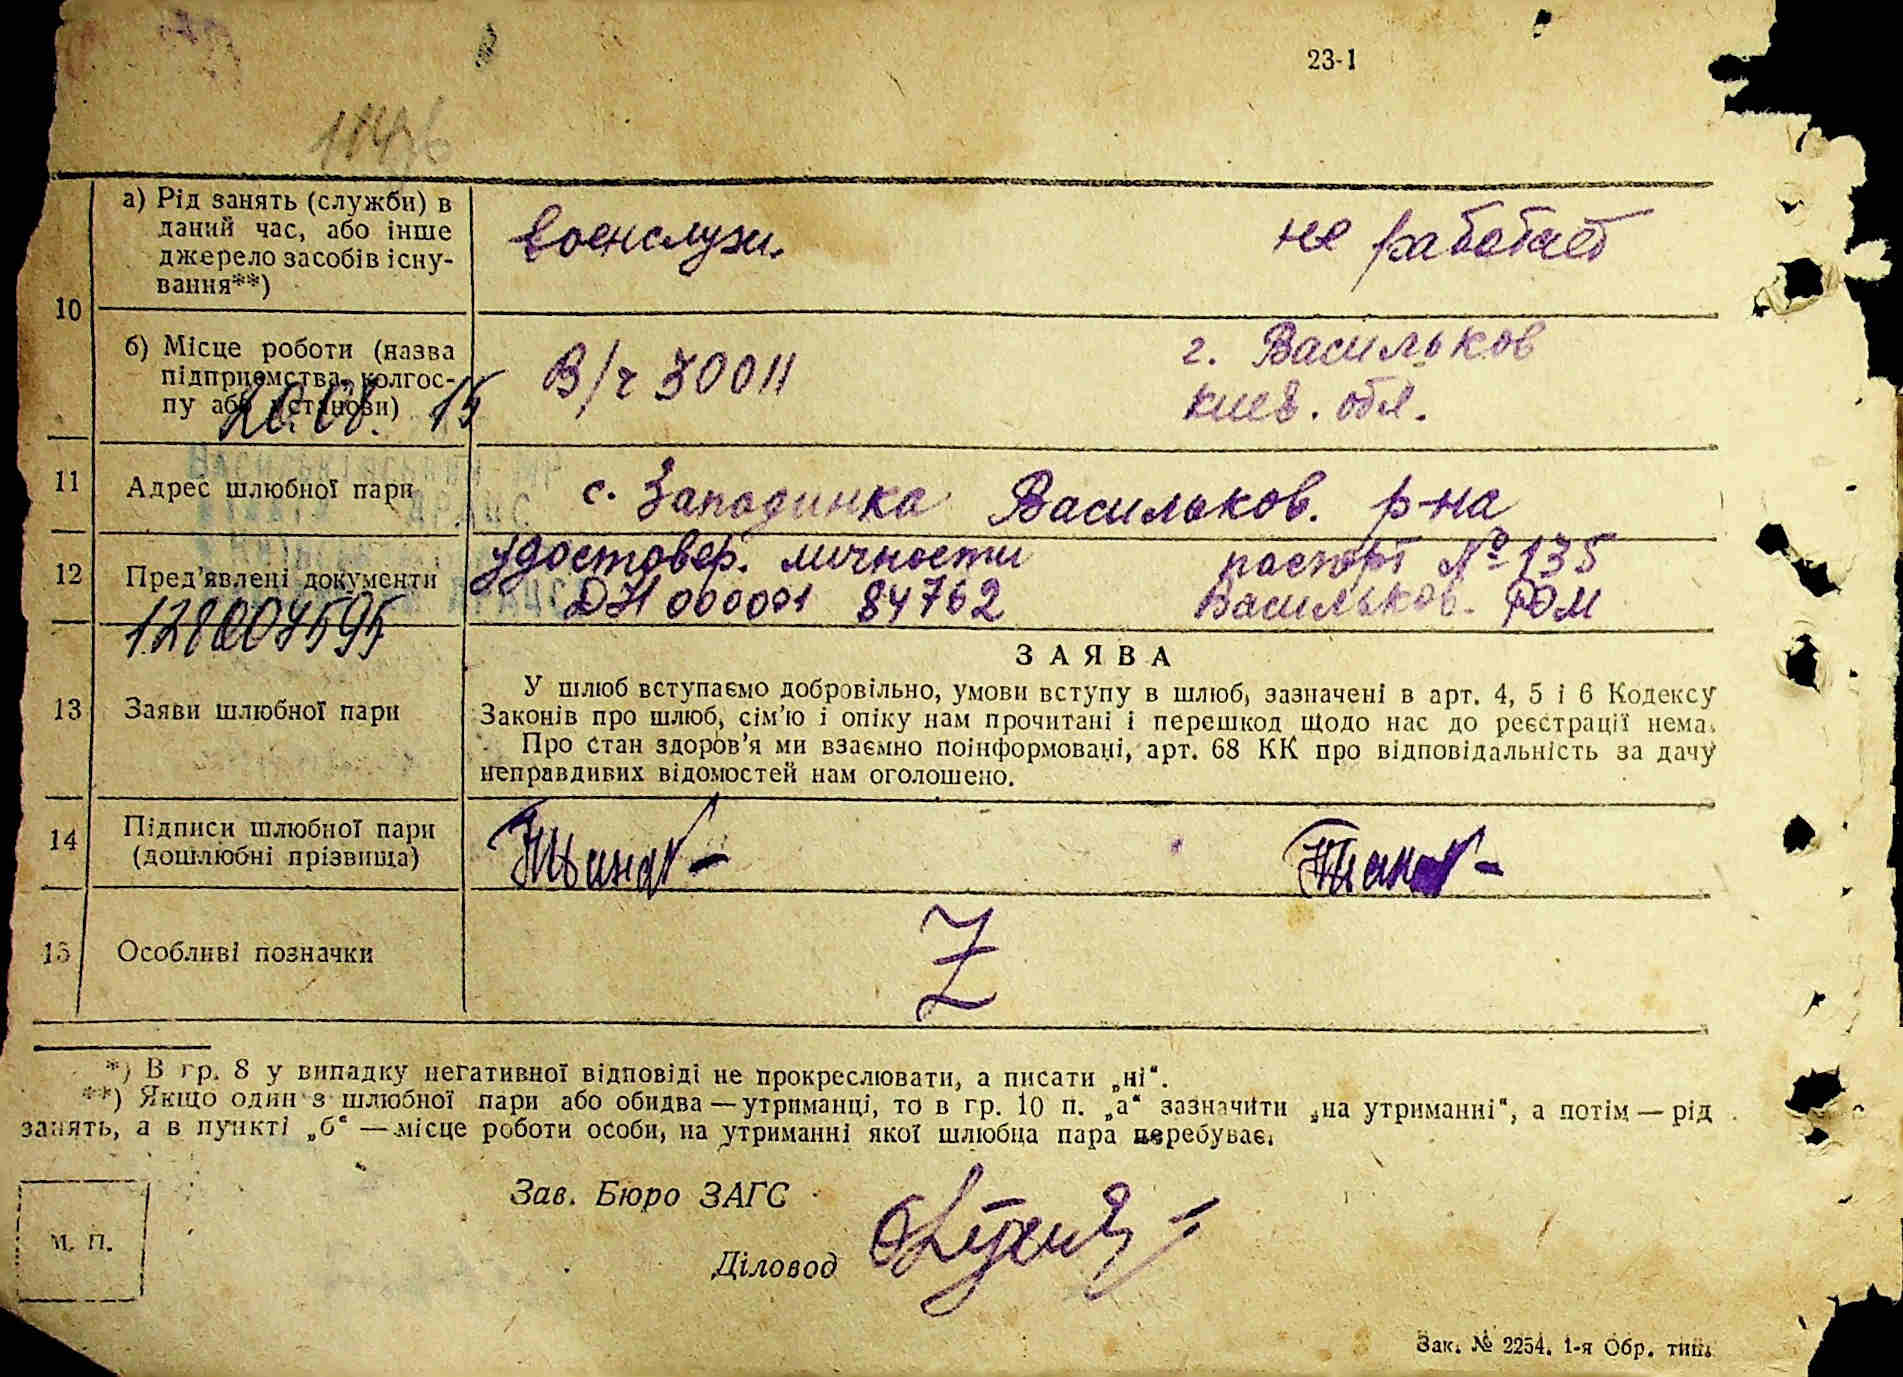 23-1
10
а) Рід занять (служби) в
даний час, або інше
джерело засобів існу-
вання**)
военслуж.
не работает
б) Місце роботи (назва
підприємства, колгос-
пу або установи)
В/ч 30011
г. Васильков
киев. обл.
11
Адрес шлюбної пари
с. Западинка Васильков. р-на
12
Пред'явлені документи
удостовер. личности
ДН 000001 84762
паспорт № 135
Васильков. РОМ
13
Заяви шлюбної пари
ЗАЯВА
У шлюб вступаємо добровільно, умови вступу в шлюб, зазначені в арт. 4, 5 і 6 Кодексу
Законів про шлюб, сім'ю і опіку нам прочитані і перешкод щодо нас до реєстрації нема.
Про стан здоров'я ми взаємно поінформовані, арт. 68 КК про відповідальність за дачу
неправдивих відомостей нам оголошено.
14
Підписи шлюбної пари
(дошлюбні прізвища)
15
Особливі позначки
Z
*) В гр. 8 у випадку негативної відповіді не прокреслювати, а писати „ні“.
**) Якщо один з шлюбної пари або обидва — утриманці, то в гр. 10 п. „а“ зазначити „на утриманні“, а потім — рід
занять, а в пункті „б“ — місце роботи особи, на утриманні якої шлюбна пара перебуває.
Зав. Бюро ЗАГС
Діловод
М. П.
Зак. № 2254. 1-я Обр. тип.